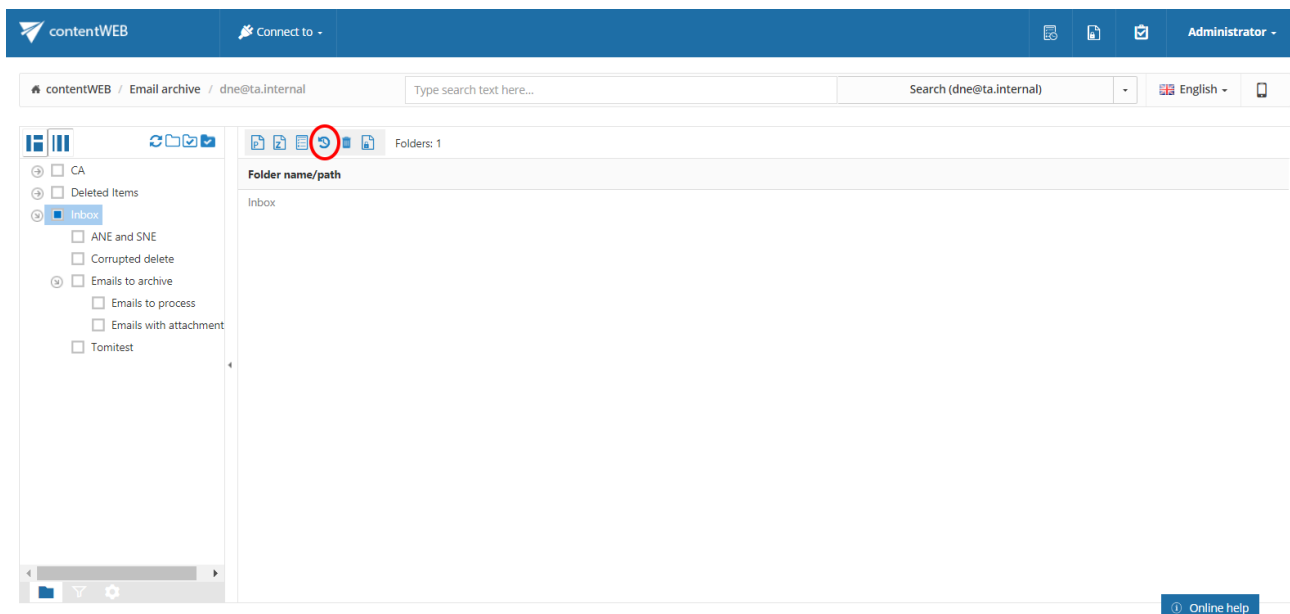 contentWEB
Connect to
Administrator
contentWEB / Email archive / dne@ta.internal
Type search text here...
Search (dne@ta.internal)
English
Folders: 1
CA
Deleted Items
Inbox
ANE and SNE
Corrupted delete
Emails to archive
Emails to process
Emails with attachment
Tomitest
Folder name/path
Inbox
Online help